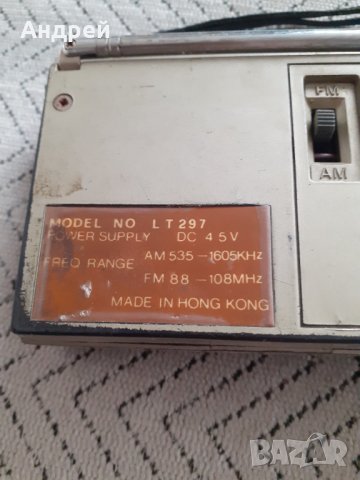 Андрей
FM
AM
MODEL NO LT297
POWER SUPPLY DC 4 5V
FREQ RANGE AM 535 - 1605KHz
FM 88 - 108MHz
MADE IN HONG KONG
BAZAR